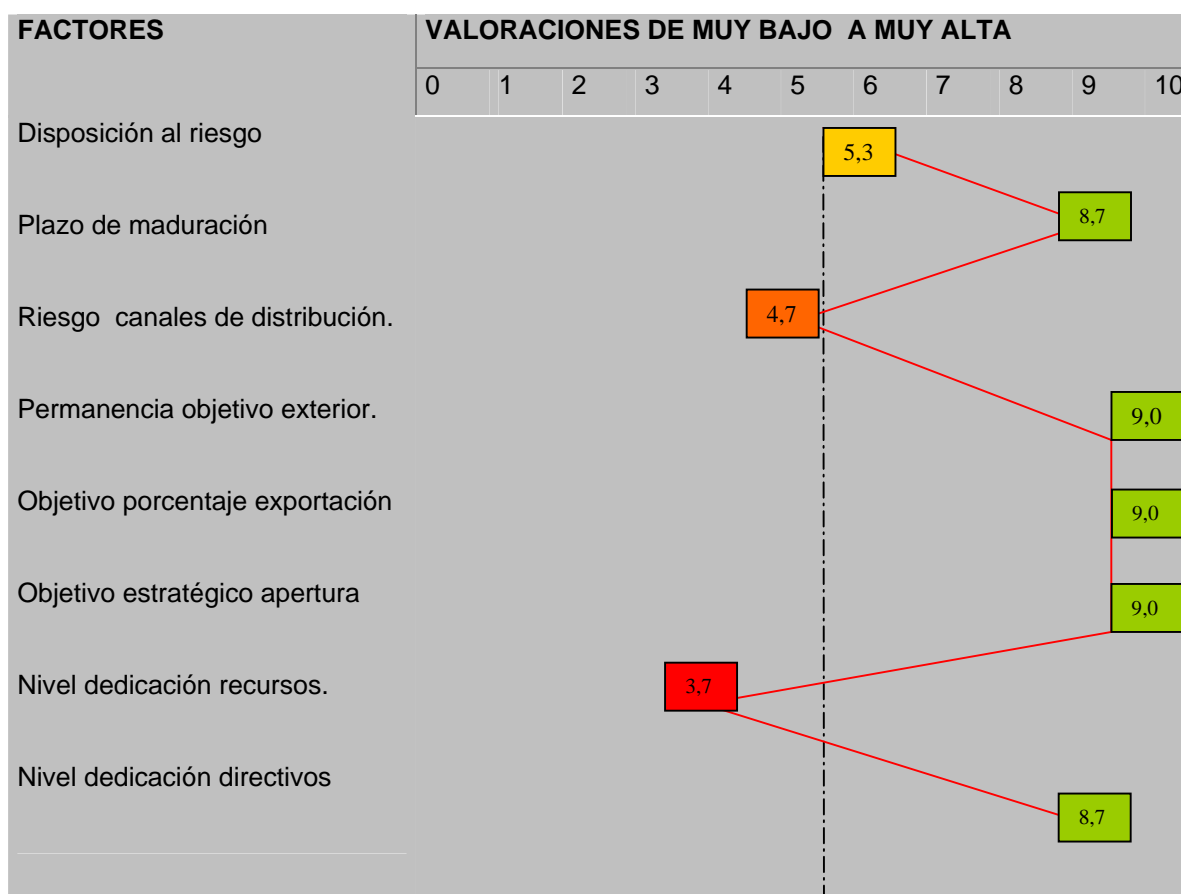 FACTORES VALORACIONES DE MUY BAJO A MUY ALTA
0 1 2 3 4 5 6 7 8 9 10
Disposición al riesgo 5,3
Plazo de maduración 8,7
Riesgo canales de distribución. 4,7
Permanencia objetivo exterior. 9,0
Objetivo porcentaje exportación 9,0
Objetivo estratégico apertura 9,0
Nivel dedicación recursos. 3,7
Nivel dedicación directivos 8,7